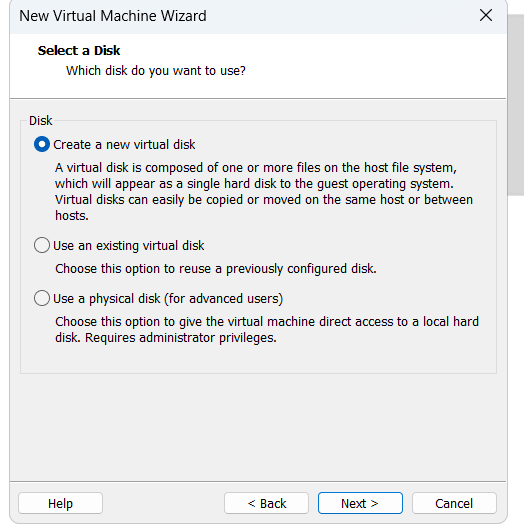 New Virtual Machine Wizard
Select a Disk
Which disk do you want to use?
Disk
Create a new virtual disk
A virtual disk is composed of one or more files on the host file system,
which will appear as a single hard disk to the guest operating system.
Virtual disks can easily be copied or moved on the same host or between
hosts.
Use an existing virtual disk
Choose this option to reuse a previously configured disk.
Use a physical disk (for advanced users)
Choose this option to give the virtual machine direct access to a local hard
disk. Requires administrator privileges.
Help
< Back
Next >
Cancel